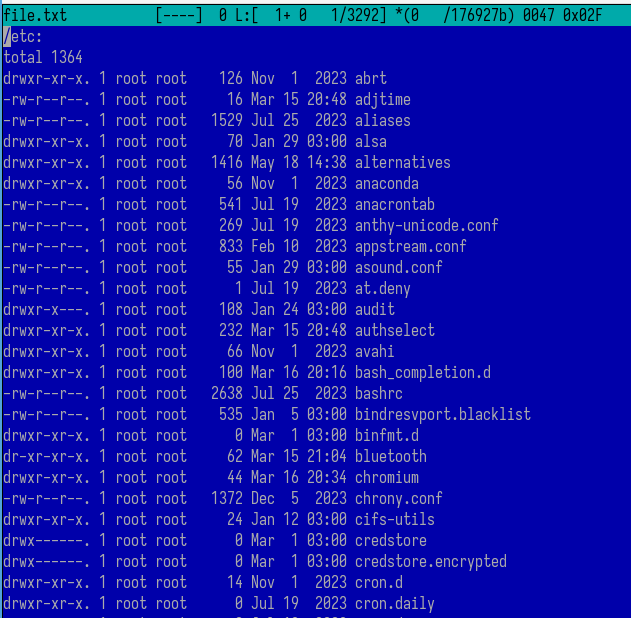 file.txt           [----]  0 L:[  1+ 0   1/3292] *(0   /176927b) 0047 0x02F
/etc:
total 1364
drwxr-xr-x. 1 root root    126 Nov  1  2023 abrt
-rw-r--r--. 1 root root     16 Mar 15 20:48 adjtime
-rw-r--r--. 1 root root   1529 Jul 25  2023 aliases
drwxr-xr-x. 1 root root     70 Jan 29 03:00 alsa
drwxr-xr-x. 1 root root   1416 May 18 14:38 alternatives
drwxr-xr-x. 1 root root     56 Nov  1  2023 anaconda
-rw-r--r--. 1 root root    541 Jul 19  2023 anacrontab
-rw-r--r--. 1 root root    269 Jul 19  2023 anthy-unicode.conf
-rw-r--r--. 1 root root    833 Feb 10  2023 appstream.conf
-rw-r--r--. 1 root root     55 Jan 29 03:00 asound.conf
-rw-r--r--. 1 root root      1 Jul 19  2023 at.deny
drwxr-x---. 1 root root    108 Jan 24 03:00 audit
drwxr-xr-x. 1 root root    232 Mar 15 20:48 authselect
drwxr-xr-x. 1 root root     66 Nov  1  2023 avahi
drwxr-xr-x. 1 root root    100 Mar 16 20:16 bash_completion.d
-rw-r--r--. 1 root root   2638 Jul 25  2023 bashrc
-rw-r--r--. 1 root root    535 Jan  5 03:00 bindresvport.blacklist
drwxr-xr-x. 1 root root      0 Mar  1 03:00 binfmt.d
dr-xr-xr-x. 1 root root     62 Mar 15 21:04 bluetooth
drwxr-xr-x. 1 root root     44 Mar 16 20:34 chromium
-rw-r--r--. 1 root root   1372 Dec  5  2023 chrony.conf
drwxr-xr-x. 1 root root     24 Jan 12 03:00 cifs-utils
drwx------. 1 root root      0 Mar  1 03:00 credstore
drwx------. 1 root root      0 Mar  1 03:00 credstore.encrypted
drwxr-xr-x. 1 root root     14 Nov  1  2023 cron.d
drwxr-xr-x. 1 root root      0 Jul 19  2023 cron.daily